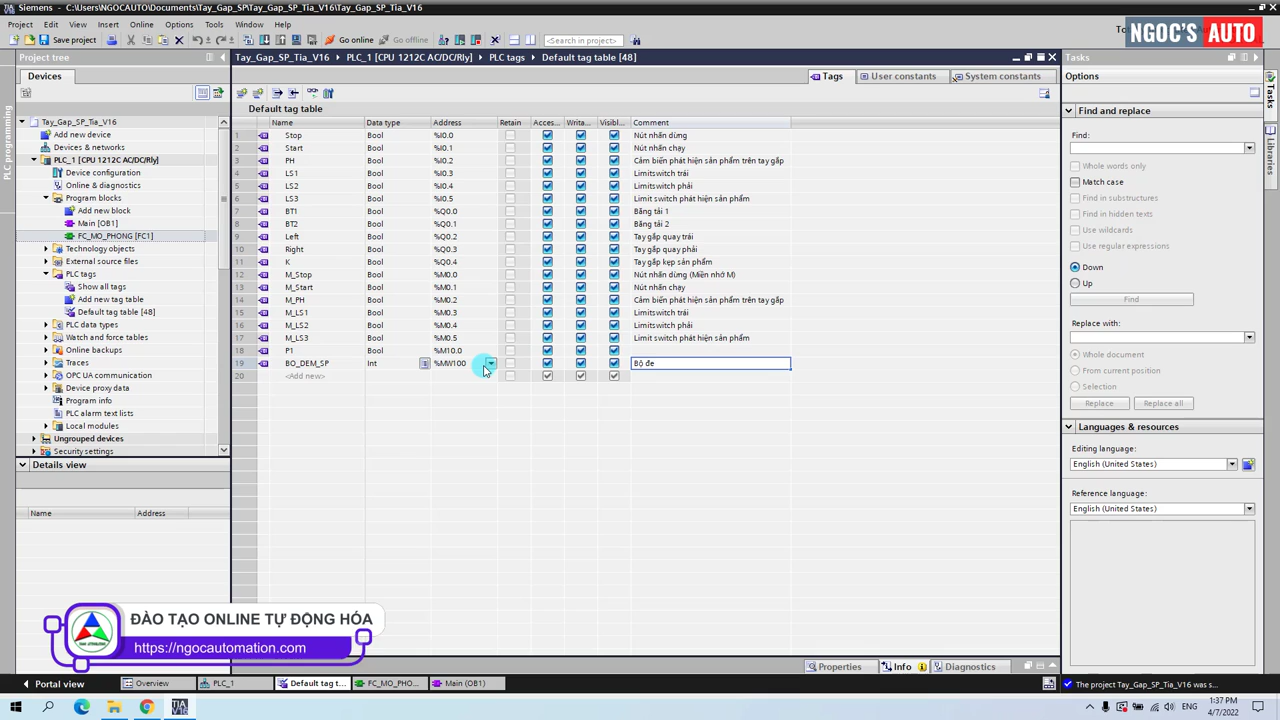 Siemens - C:\Users\NGOCAUTO\Documents\Tay_Gap_SP\Tay_Gap_SP_Tia_V16\Tay_Gap_SP_Tia_V16
Project Edit View Insert Online Options Tools Window Help
Save project Go online Go offline <Search in project>
NGOC'S AUTO
Project tree
Tay_Gap_SP_Tia_V16 ▸ PLC_1 [CPU 1212C AC/DC/Rly] ▸ PLC tags ▸ Default tag table [48]
Tasks
Devices
Tags User constants System constants
Options
Default tag table
Name Data type Address Retain Acces... Writa... Visibl... Comment
1 Stop Bool %I0.0 Nút nhấn dừng
2 Start Bool %I0.1 Nút nhấn chạy
3 PH Bool %I0.2 Cảm biến phát hiện sản phẩm trên tay gắp
4 LS1 Bool %I0.3 Limitswitch trái
5 LS2 Bool %I0.4 Limitswitch phải
6 LS3 Bool %I0.5 Limit switch phát hiện sản phẩm
7 BT1 Bool %Q0.0 Băng tải 1
8 BT2 Bool %Q0.1 Băng tải 2
9 Left Bool %Q0.2 Tay gắp quay trái
10 Right Bool %Q0.3 Tay gắp quay phải
11 K Bool %Q0.4 Tay gắp kẹp sản phẩm
12 M_Stop Bool %M0.0 Nút nhấn dừng (Miền nhớ M)
13 M_Start Bool %M0.1 Nút nhấn chạy
14 M_PH Bool %M0.2 Cảm biến phát hiện sản phẩm trên tay gắp
15 M_LS1 Bool %M0.3 Limitswitch trái
16 M_LS2 Bool %M0.4 Limitswitch phải
17 M_LS3 Bool %M0.5 Limit switch phát hiện sản phẩm
18 P1 Bool %M10.0
19 BO_DEM_SP Int %MW100 Bộ đe
20 <Add new>
Tay_Gap_SP_Tia_V16
Add new device
Devices & networks
PLC_1 [CPU 1212C AC/DC/Rly]
Device configuration
Online & diagnostics
Program blocks
Add new block
Main [OB1]
FC_MO_PHONG [FC1]
Technology objects
External source files
PLC tags
Show all tags
Add new tag table
Default tag table [48]
PLC data types
Watch and force tables
Online backups
Traces
OPC UA communication
Device proxy data
Program info
PLC alarm text lists
Local modules
Ungrouped devices
Security settings
Details view
Name Address
Find and replace
Find:
Whole words only
Match case
Find in substructures
Find in hidden texts
Use wildcards
Use regular expressions
Down
Up
Find
Replace with:
Whole document
From current position
Selection
Replace Replace all
Languages & resources
Editing language:
English (United States)
Reference language:
English (United States)
Tasks
Libraries
PLC programming
ĐÀO TẠO ONLINE TỰ ĐỘNG HÓA
https://ngocautomation.com
Properties Info Diagnostics
Portal view Overview PLC_1 Default tag t... FC_MO_PHO... Main (OB1)
The project Tay_Gap_SP_Tia_V16 was s...
ENG
1:37 PM
4/7/2022